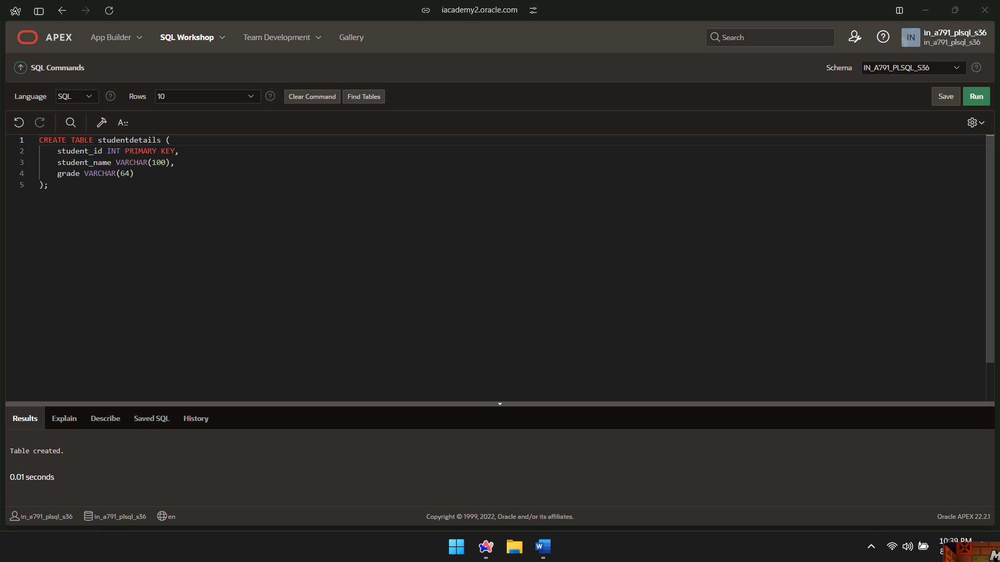 iacademy2.oracle.com
APEX App Builder SQL Workshop Team Development Gallery Search IN in_a791_plsql_s36
in_a791_plsql_s36
SQL Commands Schema IN_A791_PLSQL_S36
Language SQL Rows 10 Clear Command Find Tables Save Run
A
1 CREATE TABLE studentdetails (
2 student_id INT PRIMARY KEY,
3 student_name VARCHAR(100),
4 grade VARCHAR(64)
5 );
Results Explain Describe Saved SQL History
Table created.
0.01 seconds
in_a791_plsql_s36 in_a791_plsql_s36 en Copyright © 1999, 2022, Oracle and/or its affiliates. Oracle APEX 22.2.1
W 10:39 PM